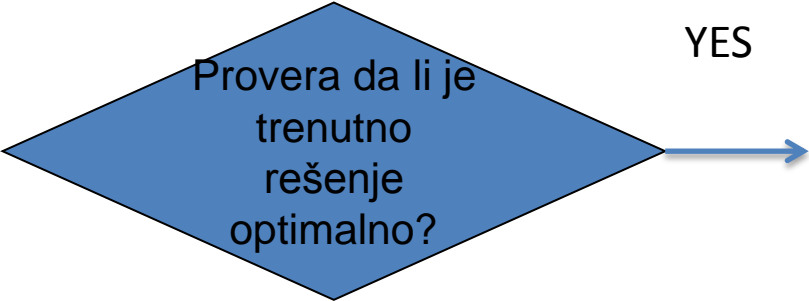 Provera da li je
trenutno
rešenje
optimalno?
YES